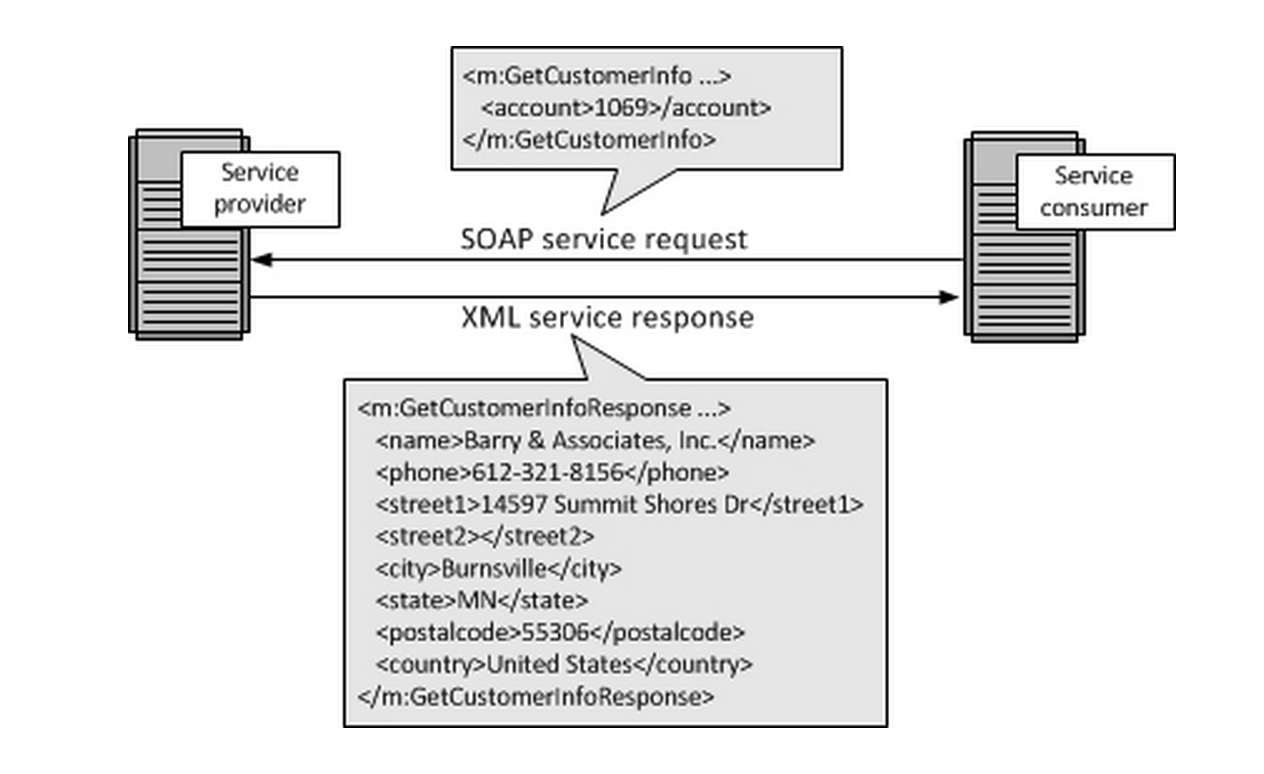 <m:GetCustomerInfo ...>
<account>1069>/account>
</m:GetCustomerInfo>
Service
provider
Service
consumer
SOAP service request
XML service response
<m:GetCustomerInfoResponse ...>
<name>Barry & Associates, Inc.</name>
<phone>612-321-8156</phone>
<street1>14597 Summit Shores Dr</street1>
<street2></street2>
<city>Burnsville</city>
<state>MN</state>
<postalcode>55306</postalcode>
<country>United States</country>
</m:GetCustomerInfoResponse>